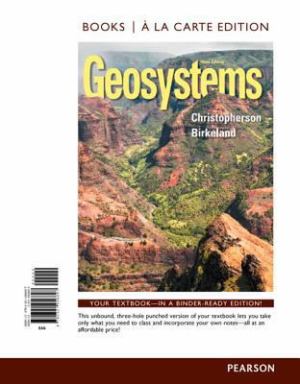 BOOKS | À LA CARTE EDITION
Geosystems
Christopherson
Birkeland
YOUR TEXTBOOK—IN A BINDER-READY EDITION!
This unbound, three-hole punched version of your textbook lets you take
only what you need to class and incorporate your own notes—all at an
affordable price!
PEARSON